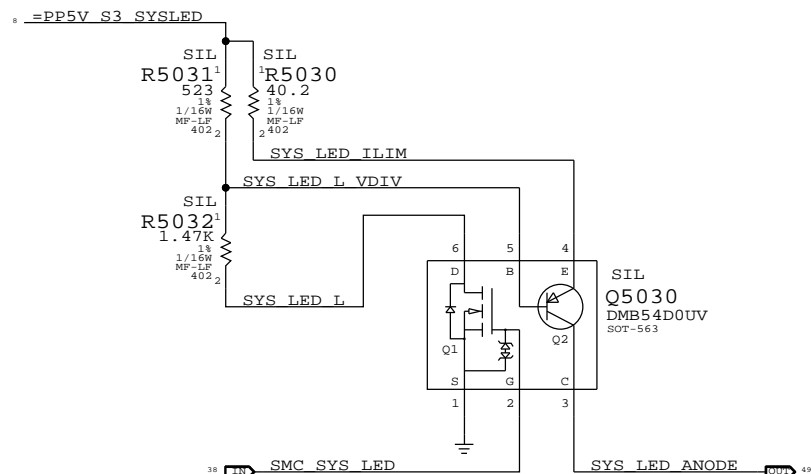 8 =PP5V_S3_SYSLED
SIL SIL
R5031 1 1 R5030
523 40.2
1% 1%
1/16W 1/16W
MF-LF MF-LF
402 2 2 402
SYS_LED_ILIM
SYS_LED_L_VDIV
SIL
R5032 1
1.47K
1%
1/16W
MF-LF
402 2
SYS_LED_L
6 5 4
D B E
SIL
Q5030
DMB54D0UV
SOT-563
Q1 Q2
S G C
1 2 3
38 IN SMC_SYS_LED SYS_LED_ANODE OUT 49